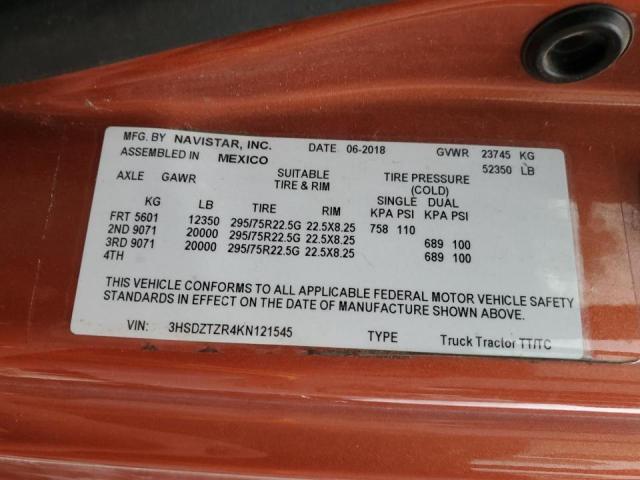 MFG. BY NAVISTAR, INC. DATE 06-2018 GVWR 23745 KG
ASSEMBLED IN MEXICO 52350 LB
AXLE GAWR SUITABLE TIRE PRESSURE
TIRE & RIM (COLD)
SINGLE DUAL
KG LB TIRE RIM KPA PSI KPA PSI
FRT 5601 12350 295/75R22.5G 22.5X8.25 758 110
2ND 9071 20000 295/75R22.5G 22.5X8.25 689 100
3RD 9071 20000 295/75R22.5G 22.5X8.25 689 100
4TH
THIS VEHICLE CONFORMS TO ALL APPLICABLE FEDERAL MOTOR VEHICLE SAFETY
STANDARDS IN EFFECT ON THE DATE OF MANUFACTURE SHOWN ABOVE.
VIN: 3HSDZTZR4KN121545 TYPE Truck Tractor TT/TC